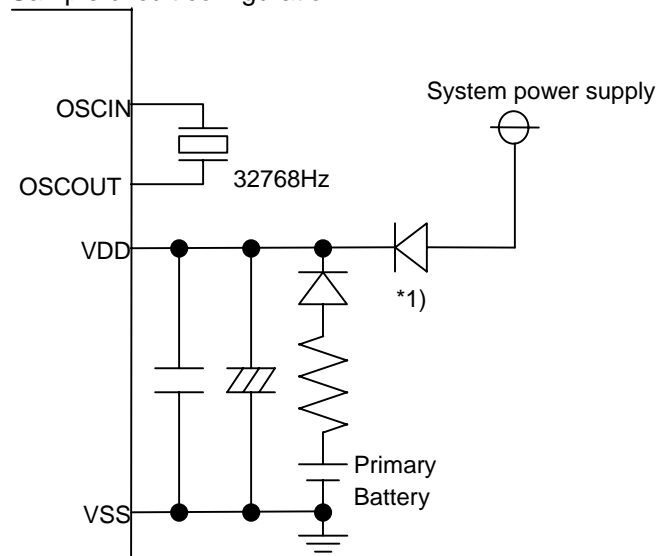 OSCIN
System power supply
OSCOUT
32768Hz
VDD
*1)
Primary
Battery
VSS